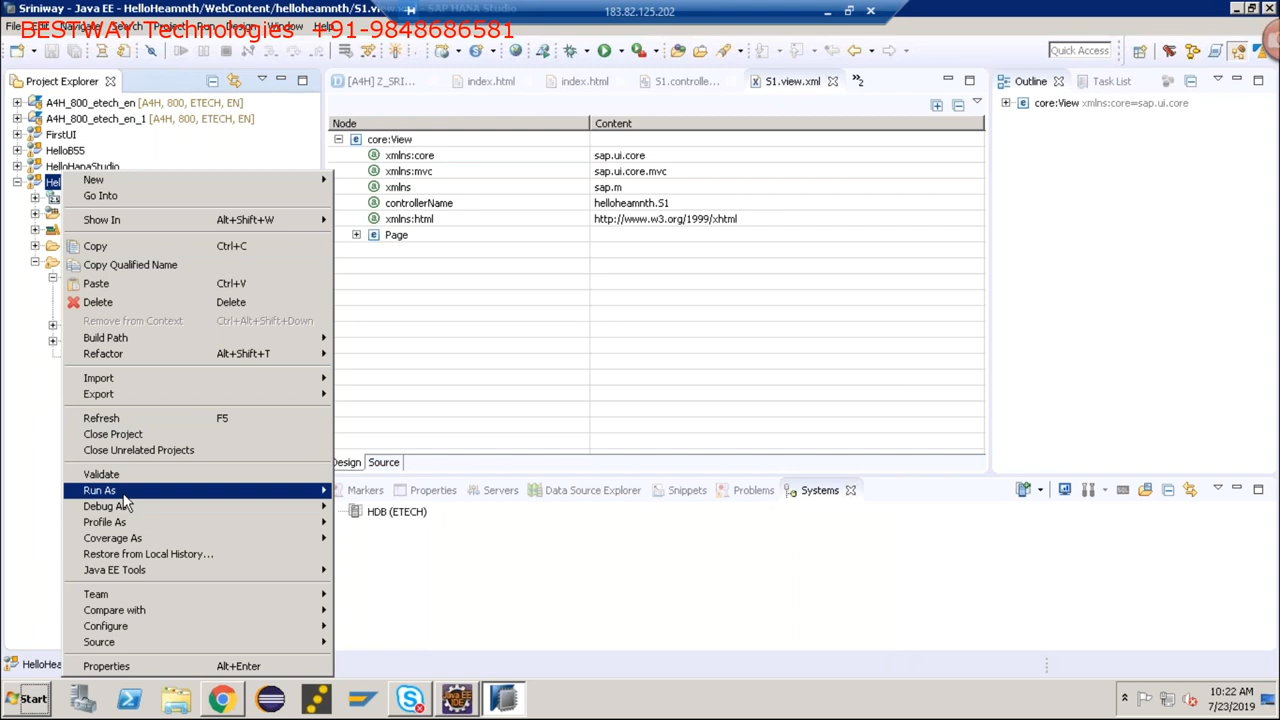 Sriniway - Java EE - HelloHeamnth/WebContent/helloheamnth/S1.view
183.82.125.202
BESTWAY Technologies +91-9848686581
Quick Access
Project Explorer
[A4H] Z_SRI...
index.html
index.html
S1.controlle...
S1.view.xml
2
Outline
Task List
A4H_800_etech_en [A4H, 800, ETECH, EN]
A4H_800_etech_en_1 [A4H, 800, ETECH, EN]
FirstUI
HelloB55
HelloHanaStudio
Hel
core:View xmlns:core=sap.ui.core
Node Content
core:View
xmlns:core sap.ui.core
xmlns:mvc sap.ui.core.mvc
xmlns sap.m
controllerName helloheamnth.S1
xmlns:html http://www.w3.org/1999/xhtml
Page
New
Go Into
Show In Alt+Shift+W
Copy Ctrl+C
Copy Qualified Name
Paste Ctrl+V
Delete Delete
Remove from Context Ctrl+Alt+Shift+Down
Build Path
Refactor Alt+Shift+T
Import
Export
Refresh F5
Close Project
Close Unrelated Projects
Validate
Run As
Debug As
Profile As
Coverage As
Restore from Local History...
Java EE Tools
Team
Compare with
Configure
Source
Properties Alt+Enter
Design Source
Markers
Properties
Servers
Data Source Explorer
Snippets
Problems
Systems
HDB (ETECH)
HelloHea
Start
10:22 AM
7/23/2019